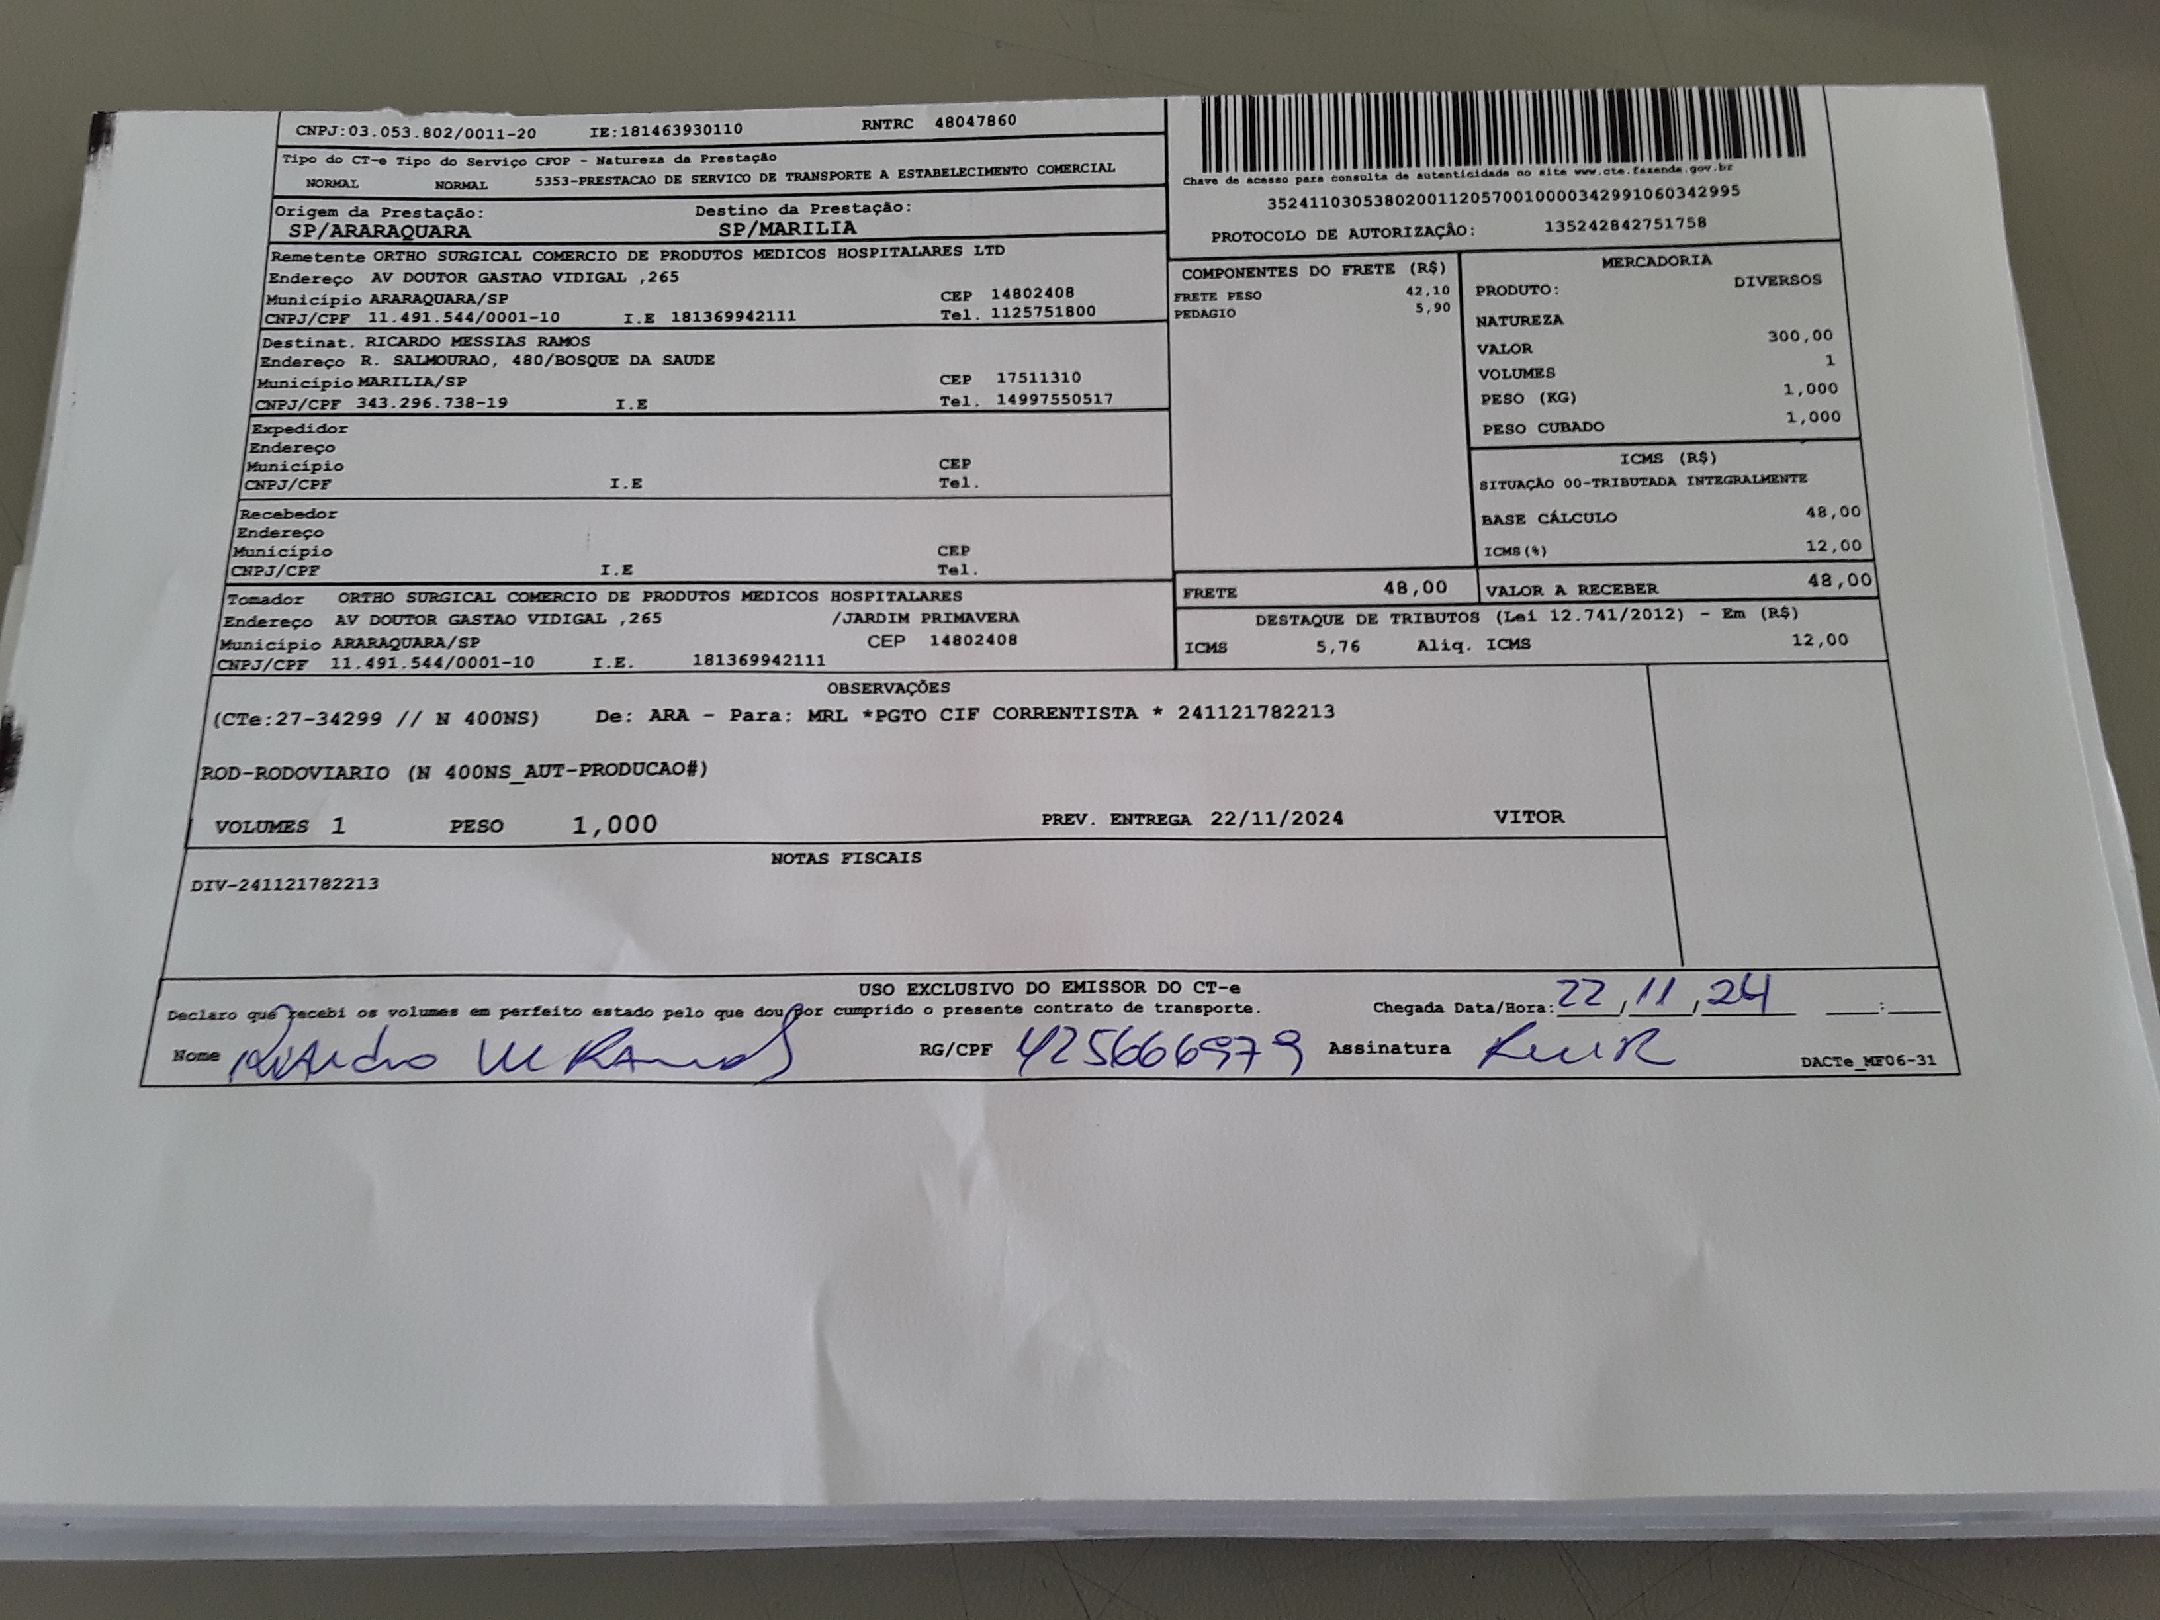 CNPJ:03.053.802/0011-20 IE:181463930110 RNTRC 48047860
Tipo do CT-e Tipo do Serviço CFOP - Natureza da Prestação
NORMAL NORMAL 5353-PRESTACAO DE SERVICO DE TRANSPORTE A ESTABELECIMENTO COMERCIAL
Origem da Prestação: Destino da Prestação:
SP/ARARAQUARA SP/MARILIA
Remetente ORTHO SURGICAL COMERCIO DE PRODUTOS MEDICOS HOSPITALARES LTD
Endereço AV DOUTOR GASTAO VIDIGAL ,265
Município ARARAQUARA/SP CEP 14802408
CNPJ/CPF 11.491.544/0001-10 I.E 181369942111 Tel. 1125751800
Destinat. RICARDO MESSIAS RAMOS
Endereço R. SALMOURAO, 480/BOSQUE DA SAUDE
Município MARILIA/SP CEP 17511310
CNPJ/CPF 343.296.738-19 I.E Tel. 14997550517
Expedidor
Endereço
Município CEP
CNPJ/CPF I.E Tel.
Recebedor
Endereço
Município CEP
CNPJ/CPF I.E Tel.
Tomador ORTHO SURGICAL COMERCIO DE PRODUTOS MEDICOS HOSPITALARES
Endereço AV DOUTOR GASTAO VIDIGAL ,265 /JARDIM PRIMAVERA
Município ARARAQUARA/SP CEP 14802408
CNPJ/CPF 11.491.544/0001-10 I.E. 181369942111
Chave de acesso para consulta de autenticidade no site www.cte.fazenda.gov.br
35241103053802001120570010000342991060342995
PROTOCOLO DE AUTORIZAÇÃO: 135242842751758
COMPONENTES DO FRETE (R$)
FRETE PESO 42,10
PEDAGIO 5,90
MERCADORIA
PRODUTO: DIVERSOS
NATUREZA
VALOR 300,00
VOLUMES 1
PESO (KG) 1,000
PESO CUBADO 1,000
ICMS (R$)
SITUAÇÃO 00-TRIBUTADA INTEGRALMENTE
BASE CÁLCULO 48,00
ICMS(%) 12,00
FRETE 48,00 VALOR A RECEBER 48,00
DESTAQUE DE TRIBUTOS (Lei 12.741/2012) - Em (R$)
ICMS 5,76 Aliq. ICMS 12,00
OBSERVAÇÕES
(CTe:27-34299 // N 400NS) De: ARA - Para: MRL *PGTO CIF CORRENTISTA * 241121782213
ROD-RODOVIARIO (N 400NS_AUT-PRODUCAO#)
VOLUMES 1 PESO 1,000 PREV. ENTREGA 22/11/2024 VITOR
NOTAS FISCAIS
DIV-241121782213
USO EXCLUSIVO DO EMISSOR DO CT-e
Declaro que recebi os volumes em perfeito estado pelo que dou por cumprido o presente contrato de transporte. Chegada Data/Hora: 22/11/24 :
Nome Ricardo M Ramos RG/CPF 425666979 Assinatura DACTe_MF06-31